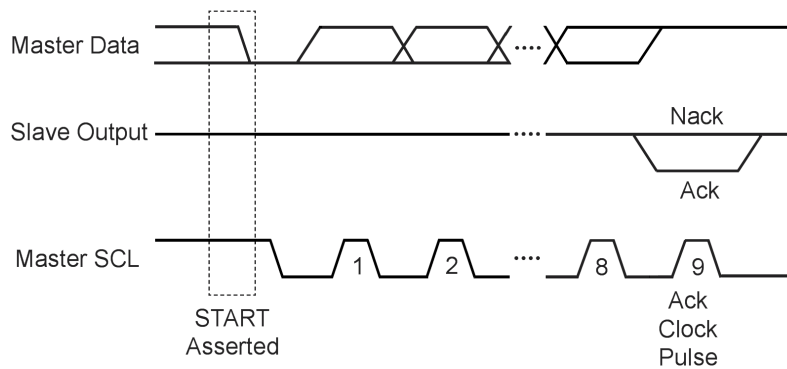 Master Data
....
Slave Output
....
Nack
Ack
Master SCL
1
2
....
8
9
START
Asserted
Ack
Clock
Pulse